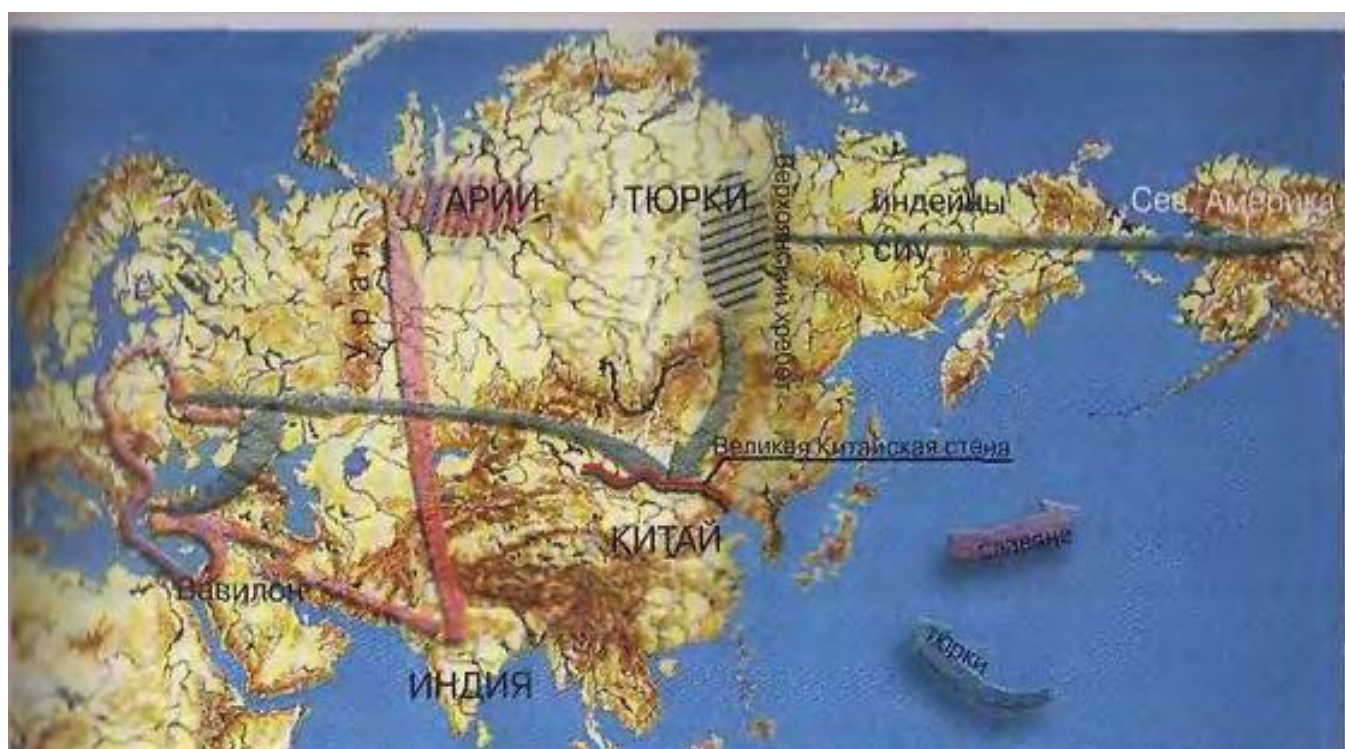 АРИИ
ТЮРКИ
Верхоянский хребет
Индейцы
Сиу
Сев. Америка
Урал
Великая Китайская стена
КИТАЙ
Славяне
Вавилон
Тюрки
ИНДИЯ